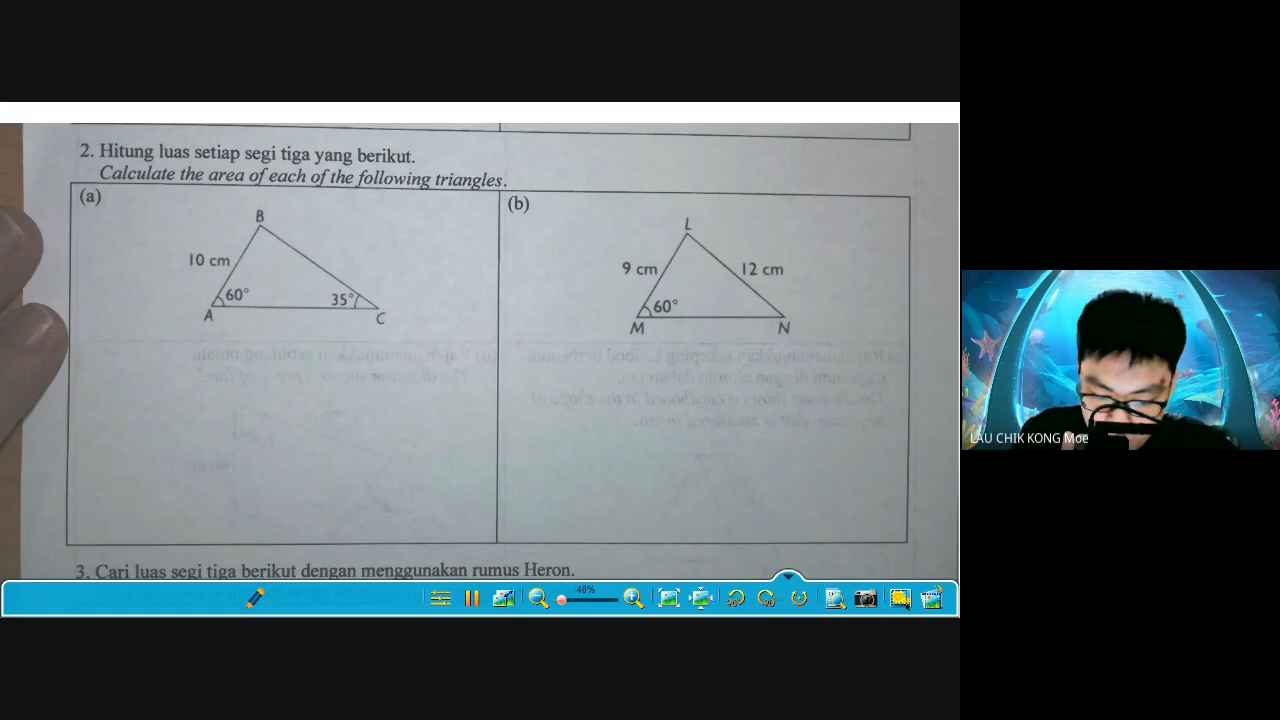 2. Hitung luas setiap segi tiga yang berikut.
Calculate the area of each of the following triangles.
(a)
B
10 cm
60°
35°
A
C
(b)
L
9 cm
12 cm
60°
M
N
3. Cari luas segi tiga berikut dengan menggunakan rumus Heron.
48%
LAU CHIK KONG Moe